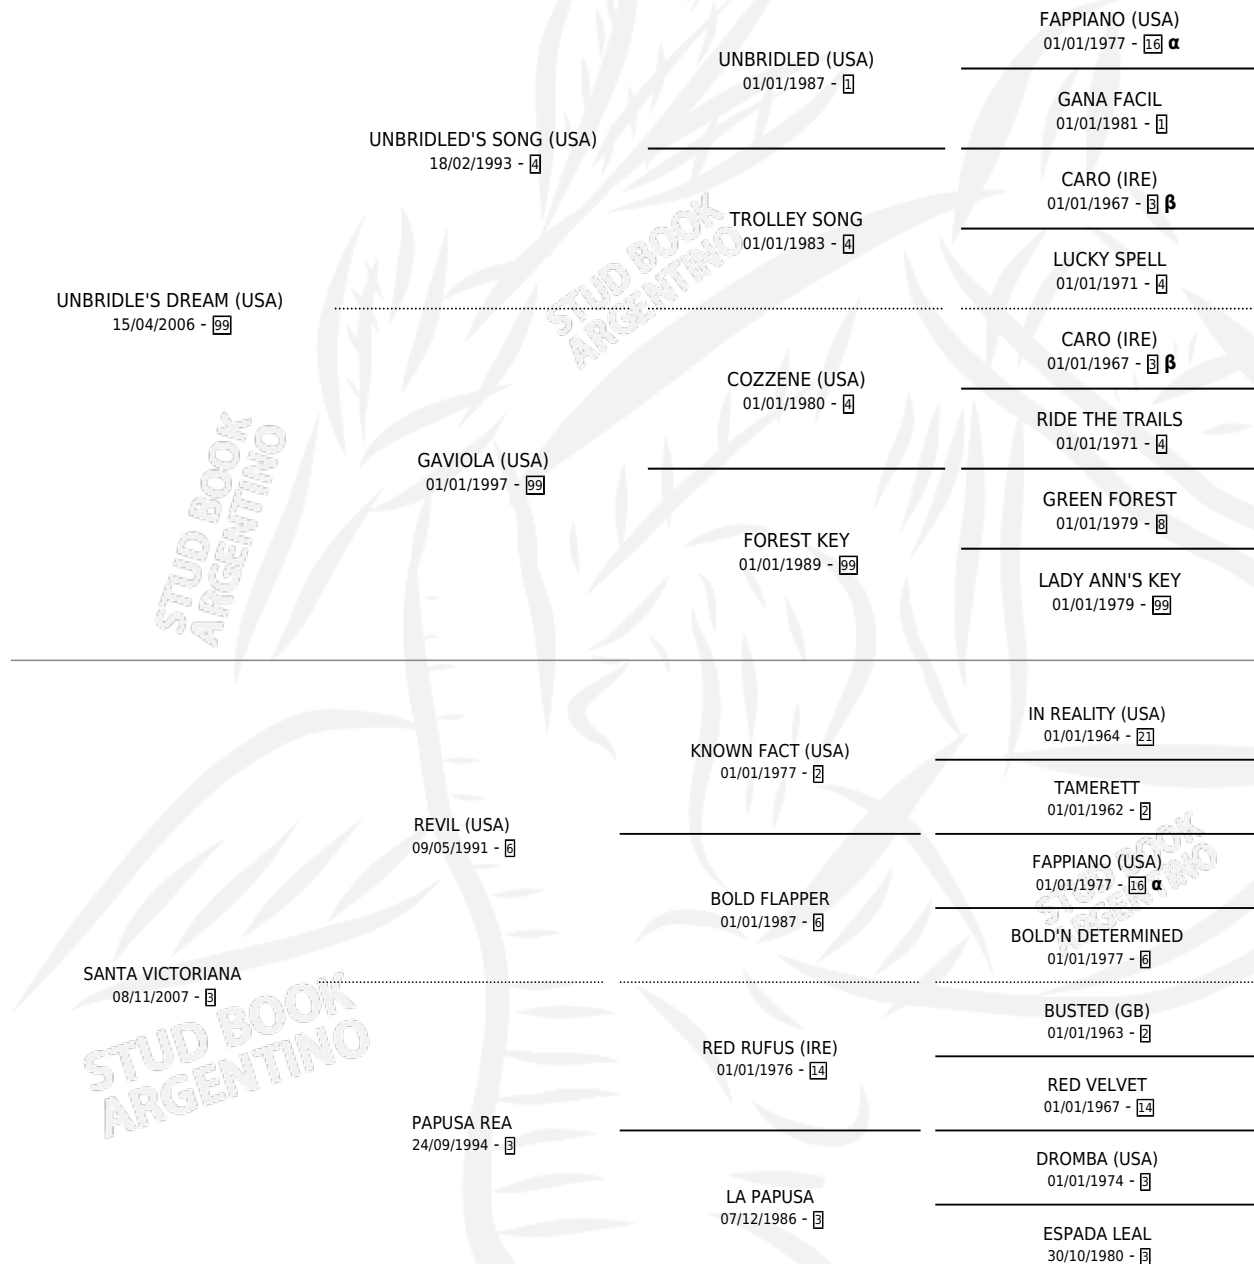 FAPPIANO (USA)
01/01/1977 - 16 α
UNBRIDLED (USA)
01/01/1987 - 1
GANA FACIL
01/01/1981 - 1
UNBRIDLED'S SONG (USA)
18/02/1993 - 4
CARO (IRE)
01/01/1967 - 3 β
TROLLEY SONG
01/01/1983 - 4
LUCKY SPELL
01/01/1971 - 4
UNBRIDLE'S DREAM (USA)
15/04/2006 - 99
CARO (IRE)
01/01/1967 - 3 β
COZZENE (USA)
01/01/1980 - 4
RIDE THE TRAILS
01/01/1971 - 4
GAVIOLA (USA)
01/01/1997 - 99
GREEN FOREST
01/01/1979 - 8
FOREST KEY
01/01/1989 - 99
LADY ANN'S KEY
01/01/1979 - 99
IN REALITY (USA)
01/01/1964 - 21
KNOWN FACT (USA)
01/01/1977 - 2
TAMERETT
01/01/1962 - 2
REVIL (USA)
09/05/1991 - 6
FAPPIANO (USA)
01/01/1977 - 16 α
BOLD FLAPPER
01/01/1987 - 6
BOLD'N DETERMINED
01/01/1977 - 6
SANTA VICTORIANA
08/11/2007 - 3
BUSTED (GB)
01/01/1963 - 2
RED RUFUS (IRE)
01/01/1976 - 14
RED VELVET
01/01/1967 - 14
PAPUSA REA
24/09/1994 - 3
DROMBA (USA)
01/01/1974 - 3
LA PAPUSA
07/12/1986 - 3
ESPADA LEAL
30/10/1980 - 3
STUD BOOK
ARGENTINO
STUD BOOK
ARGENTINO
STUD BOOK
ARGENTINO
STUD BOOK
ARGENTINO